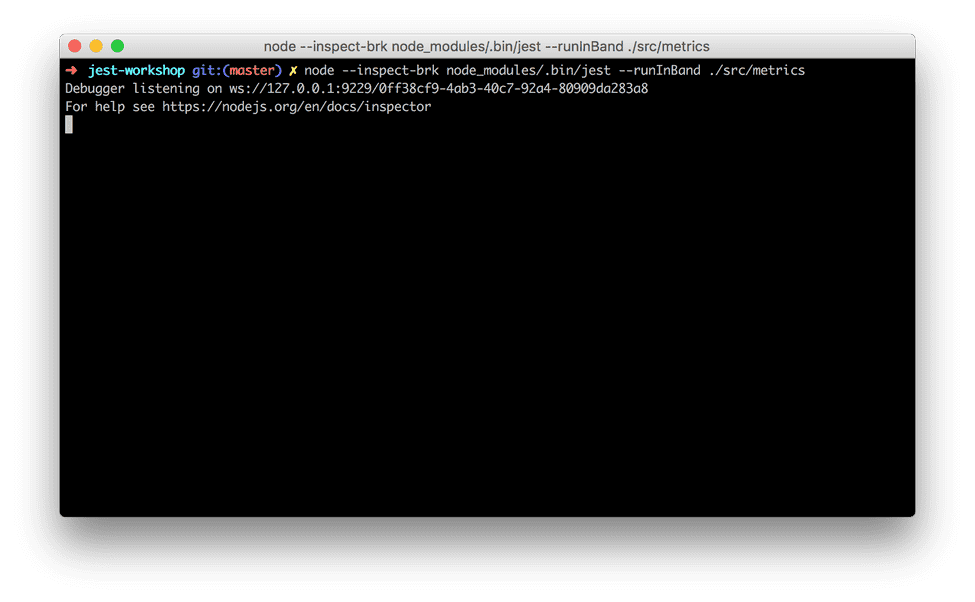 node --inspect-brk node_modules/.bin/jest --runInBand ./src/metrics
➜ jest-workshop git:(master) ✗ node --inspect-brk node_modules/.bin/jest --runInBand ./src/metrics
Debugger listening on ws://127.0.0.1:9229/0ff38cf9-4ab3-40c7-92a4-80909da283a8
For help see https://nodejs.org/en/docs/inspector